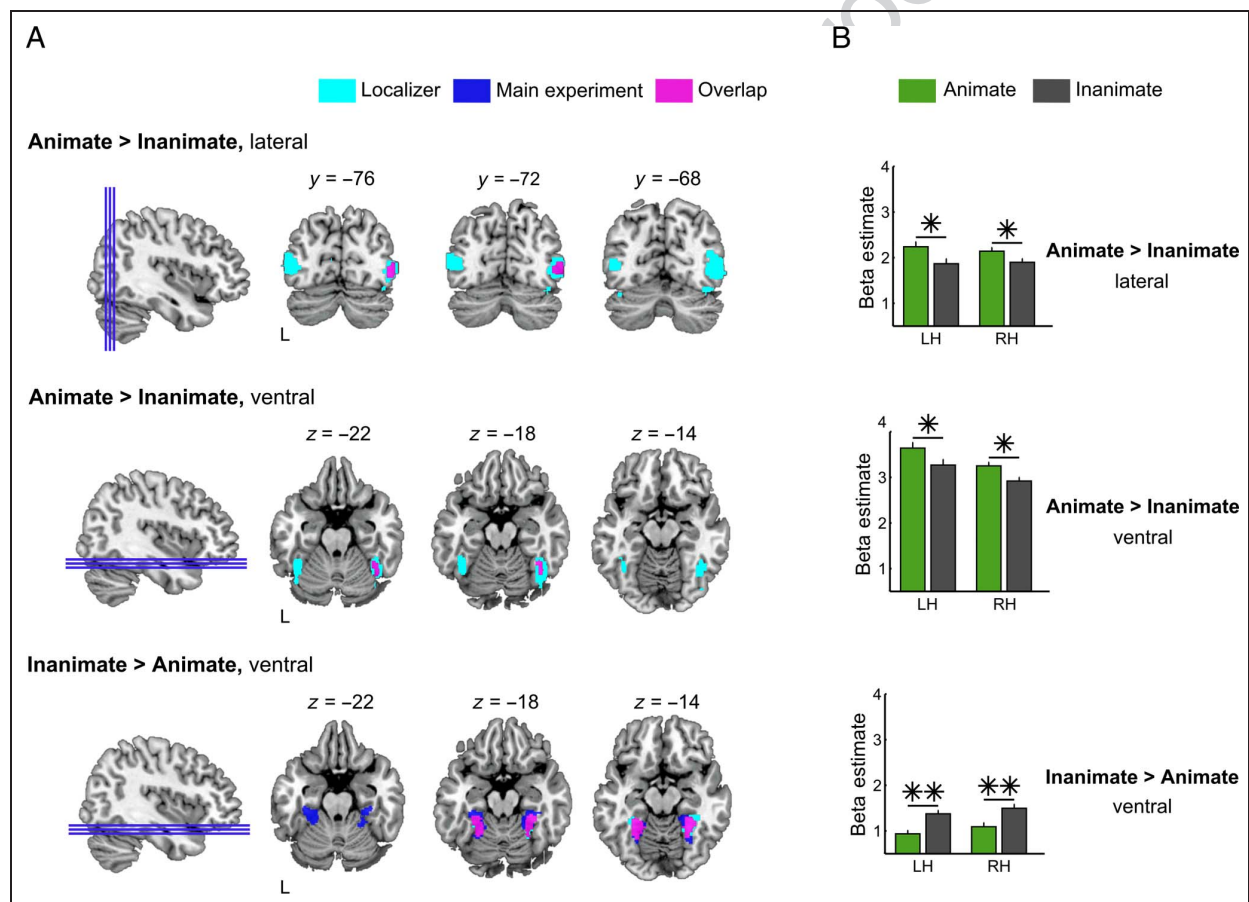 A
B
Localizer Main experiment Overlap
Animate Inanimate
Animate > Inanimate, lateral
y = –76 y = –72 y = –68
L
4
3
2
1
Beta estimate
* *
LH RH
Animate > Inanimate
lateral
Animate > Inanimate, ventral
z = –22 z = –18 z = –14
L
4
3
2
1
Beta estimate
* *
LH RH
Animate > Inanimate
ventral
Inanimate > Animate, ventral
z = –22 z = –18 z = –14
L
4
3
2
1
Beta estimate
** **
LH RH
Inanimate > Animate
ventral